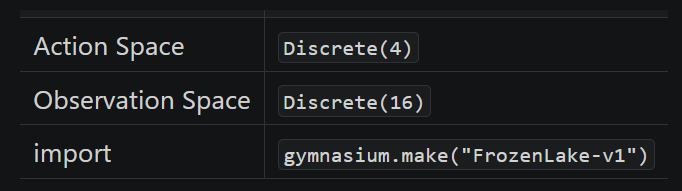 Action Space Discrete(4)
Observation Space Discrete(16)
import gymnasium.make("FrozenLake-v1")